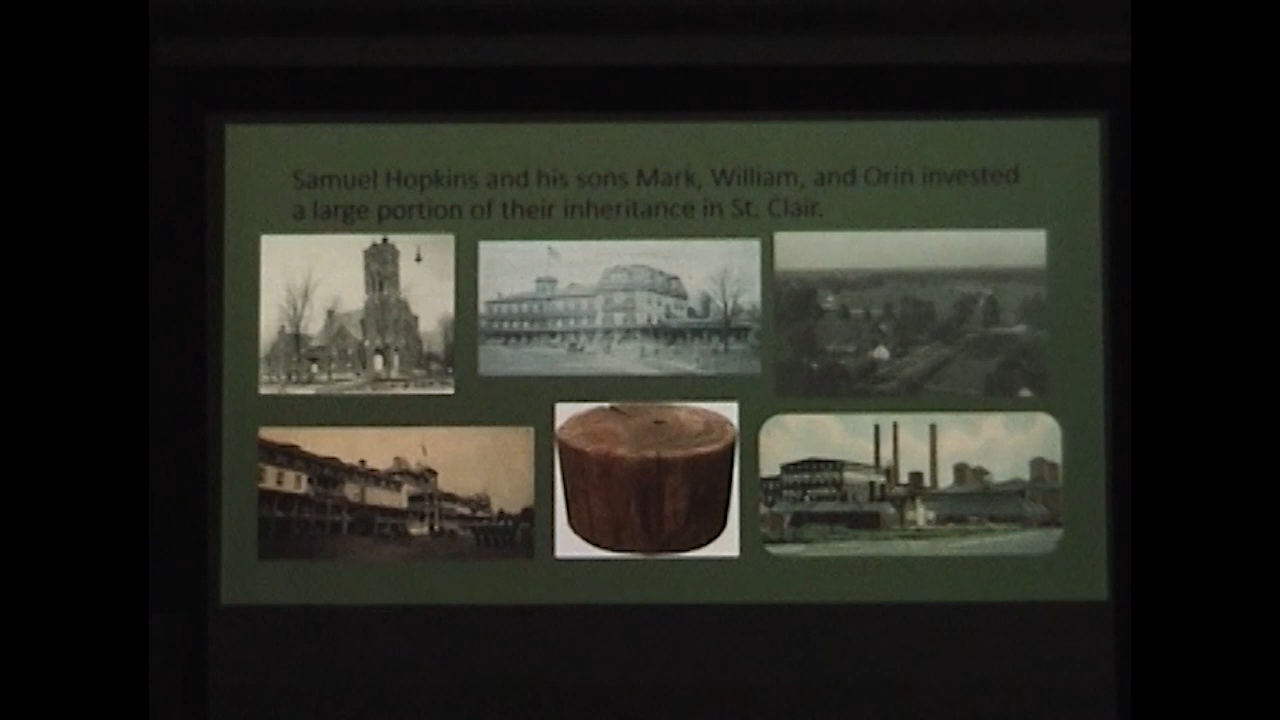 Samuel Hopkins and his sons Mark, William, and Orin invested
a large portion of their inheritance in St. Clair.